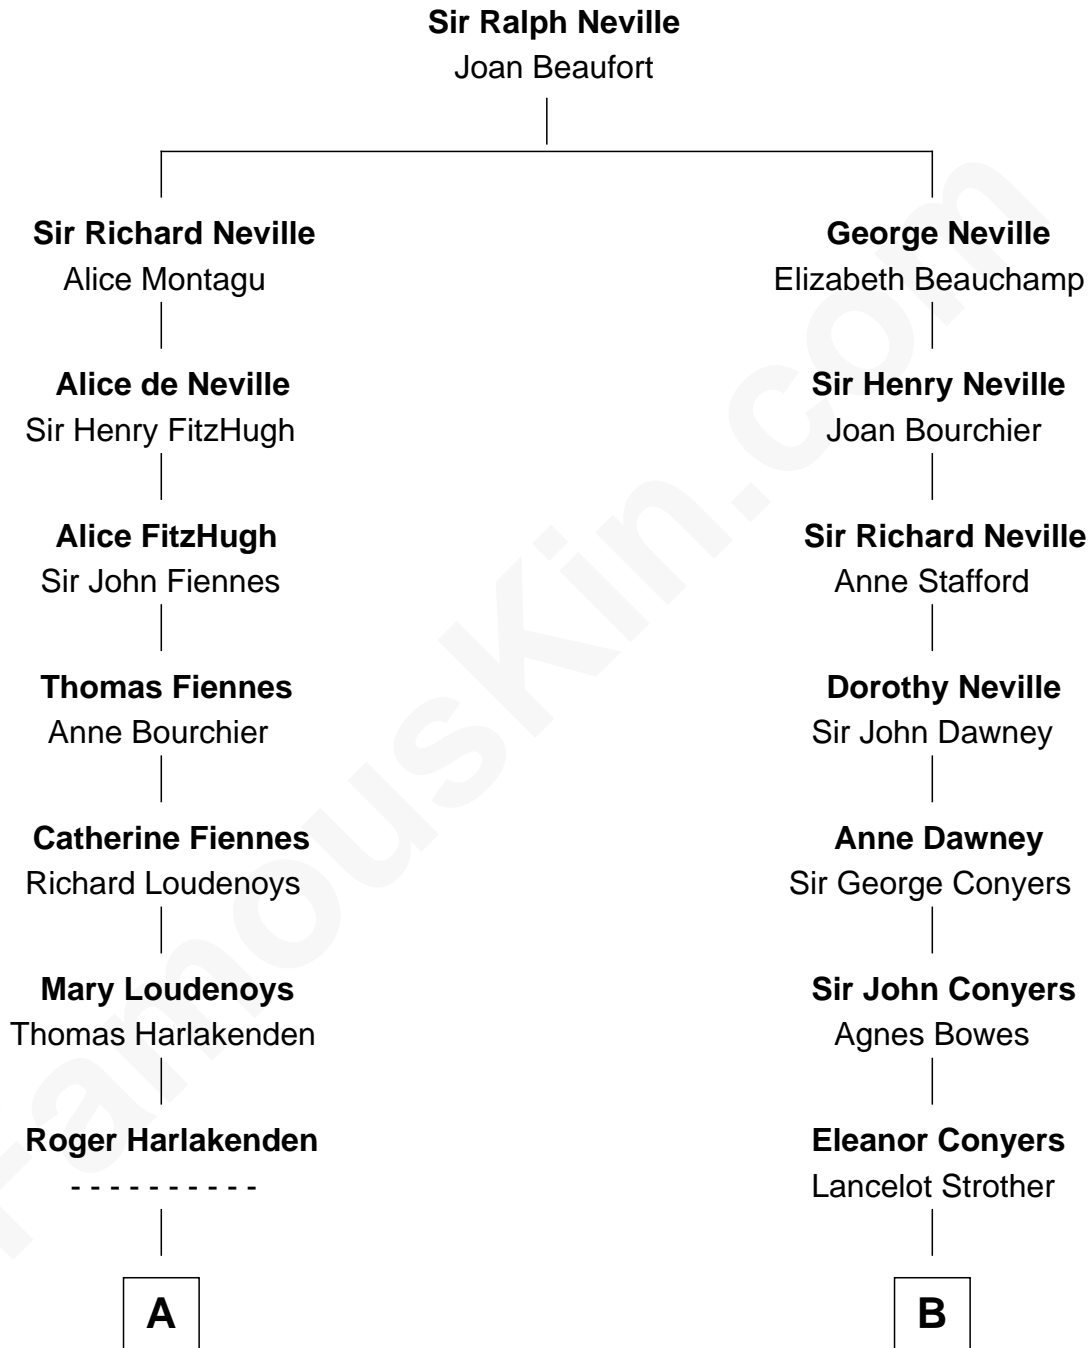 Sir Ralph Neville
Joan Beaufort
Sir Richard Neville
Alice Montagu
George Neville
Elizabeth Beauchamp
Alice de Neville
Sir Henry FitzHugh
Sir Henry Neville
Joan Bourchier
Alice FitzHugh
Sir John Fiennes
Sir Richard Neville
Anne Stafford
Thomas Fiennes
Anne Bourchier
Dorothy Neville
Sir John Dawney
Catherine Fiennes
Richard Loudenoys
Anne Dawney
Sir George Conyers
Mary Loudenoys
Thomas Harlakenden
Sir John Conyers
Agnes Bowes
Roger Harlakenden
- - - - - - - - - -
Eleanor Conyers
Lancelot Strother
A
B
FamousKin.com